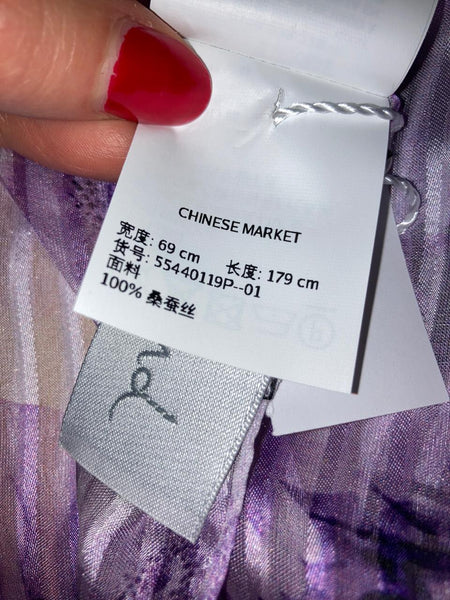 CHINESE MARKET
宽度: 69 cm 长度: 179 cm
货号: 55440119P--01
面料
100% 桑蚕丝